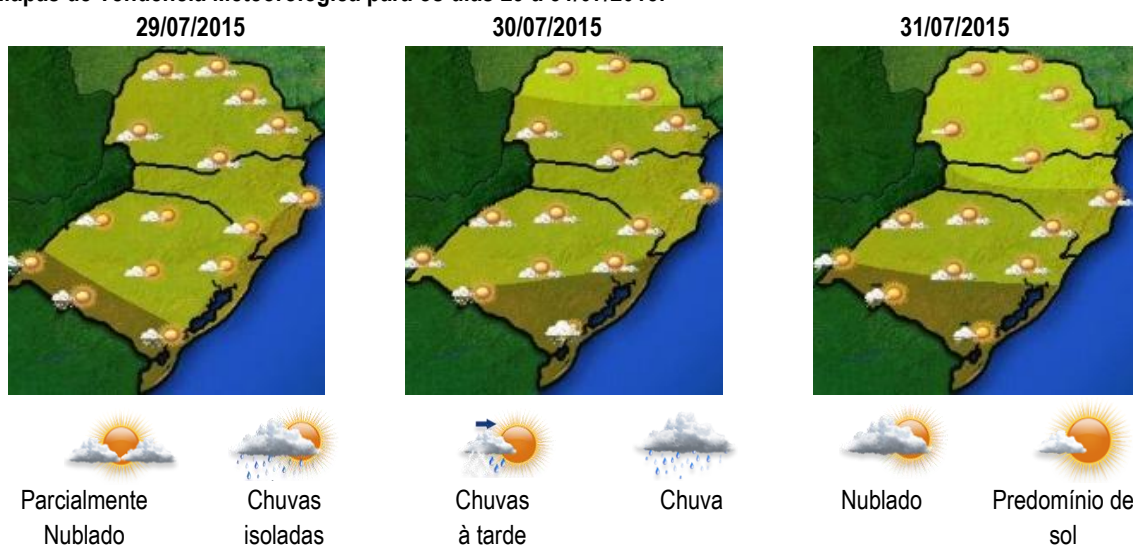 29/07/2015 30/07/2015 31/07/2015
Parcialmente Chuvas Chuvas Chuva Nublado Predomínio de
Nublado isoladas à tarde sol